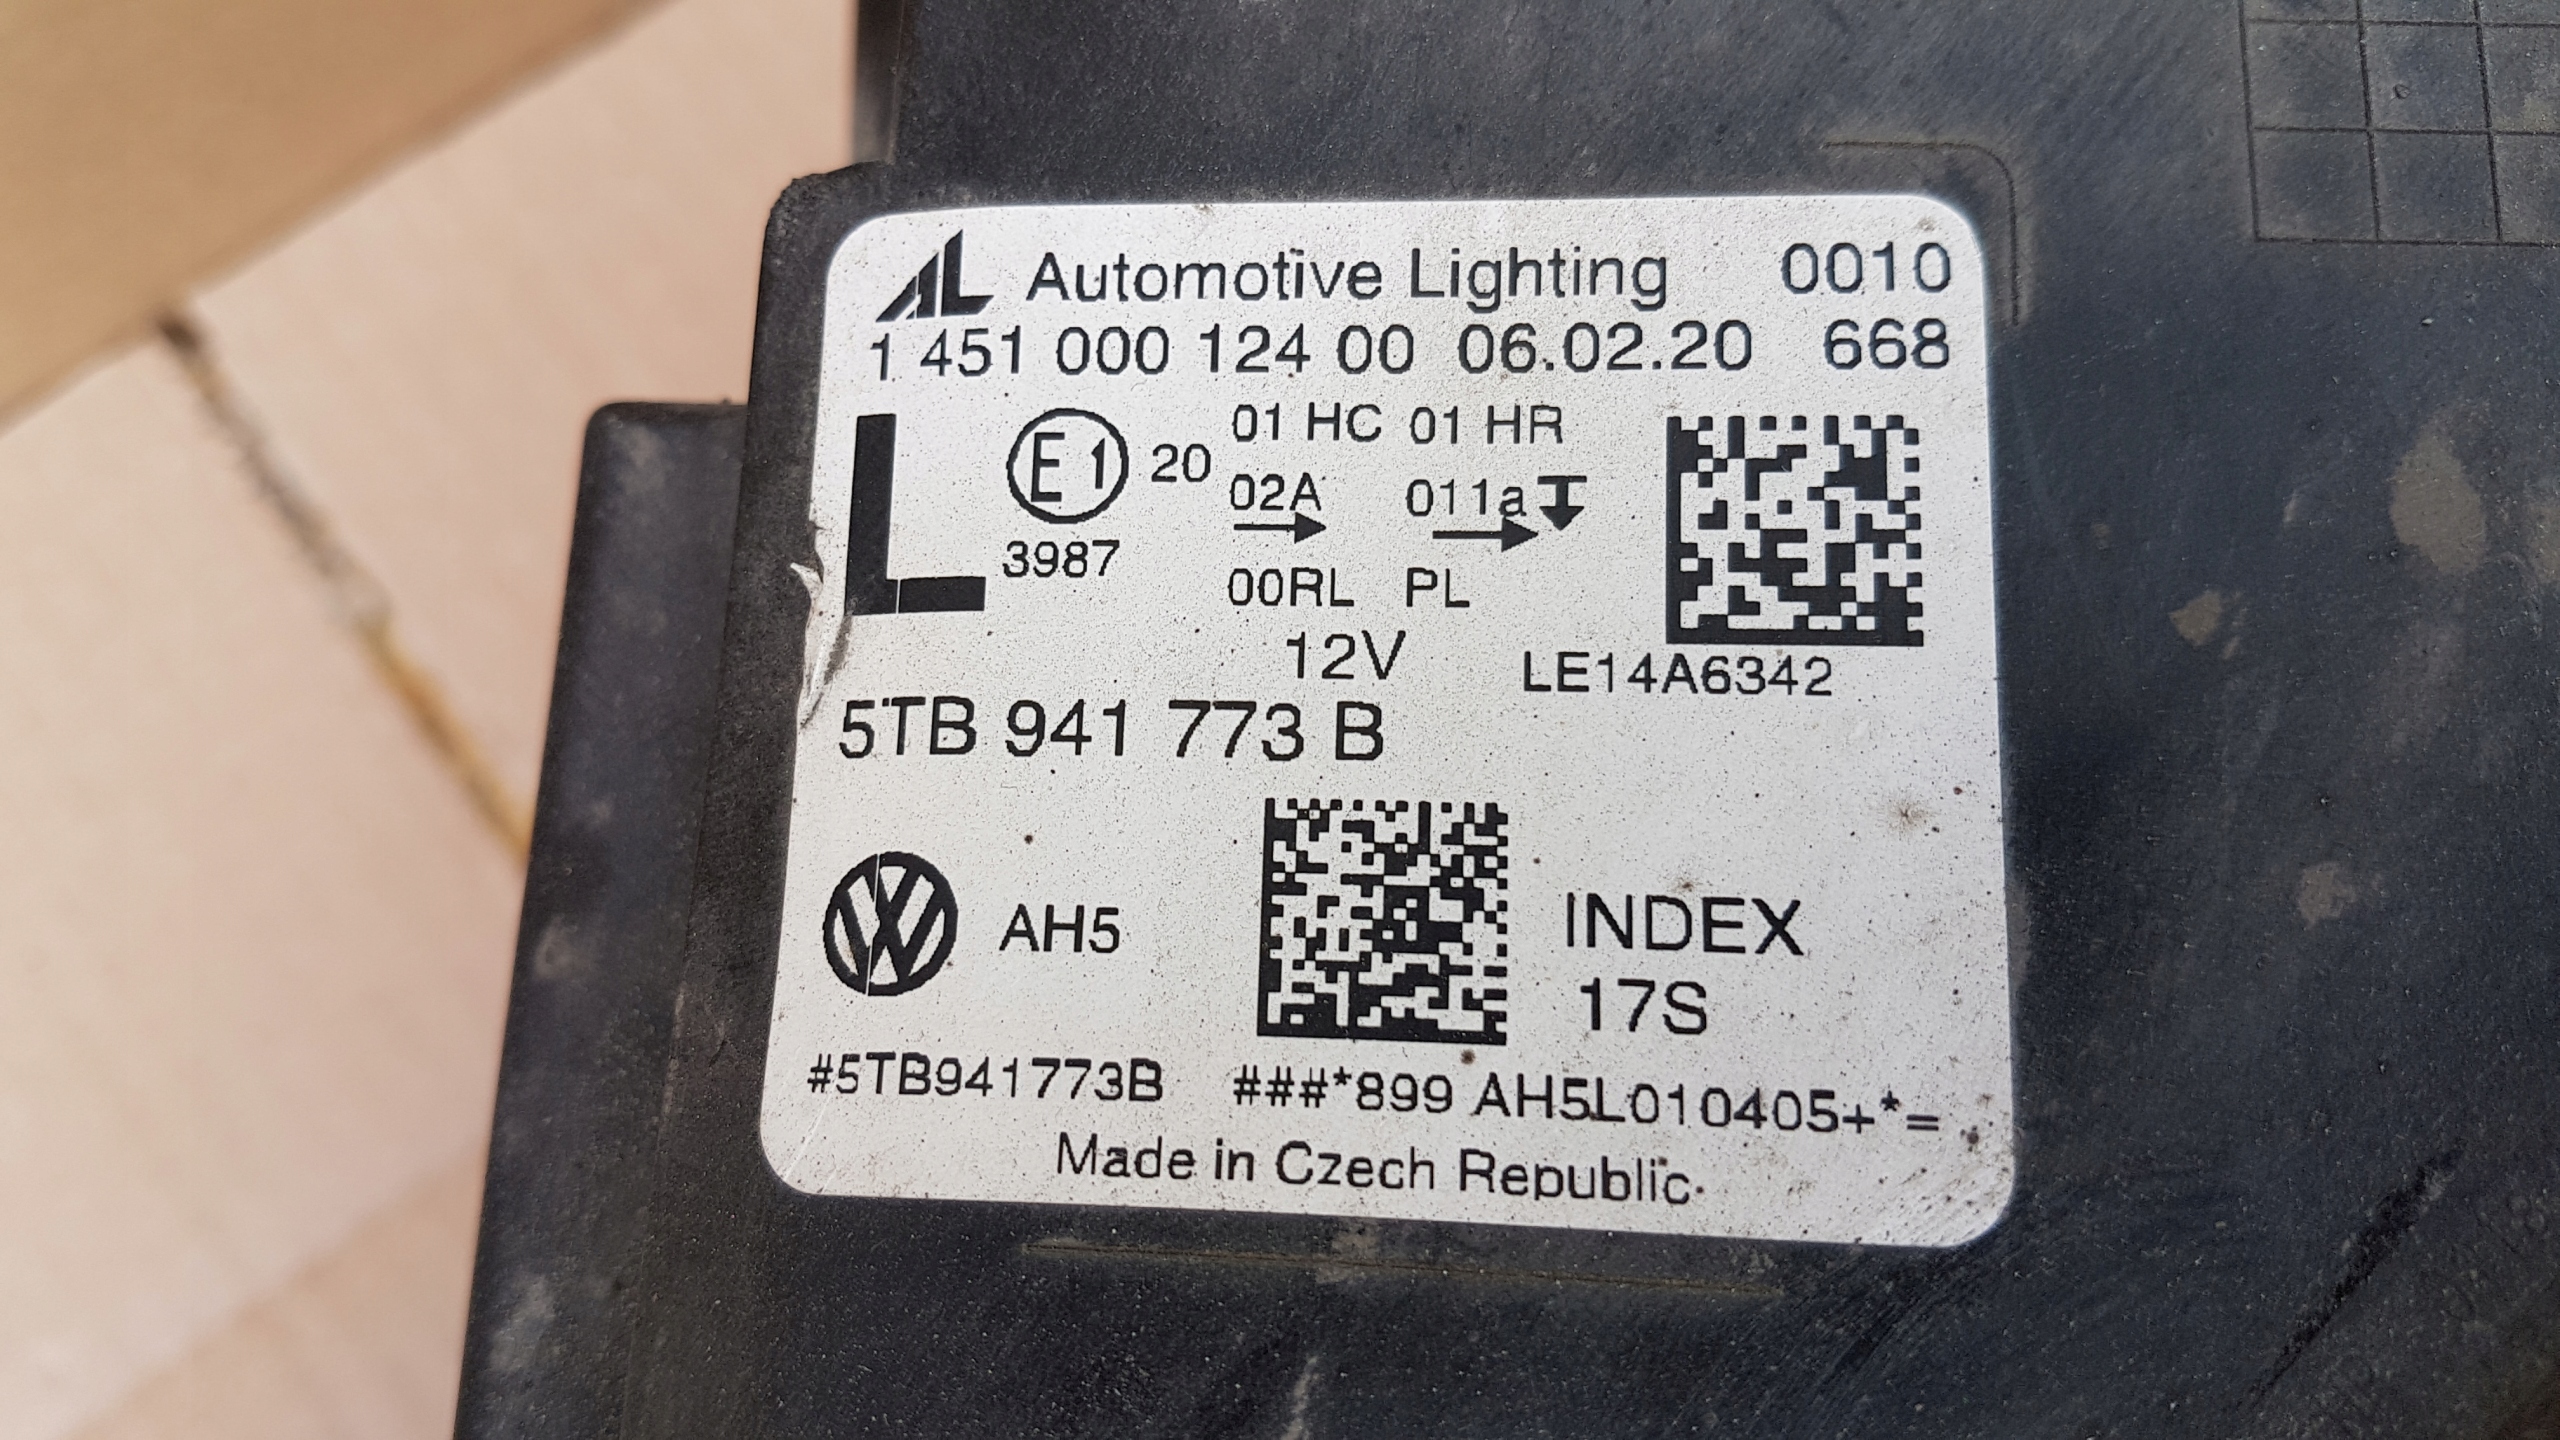 AL Automotive Lighting 0010
1 451 000 124 00 06.02.20 668
L E1 20 01 HC 01 HR
02A 011a
3987
00RL PL
12V LE14A6342
5TB 941 773 B
VW AH5 INDEX
17S
#5TB941773B ###*899 AH5L010405+*=
Made in Czech Republic